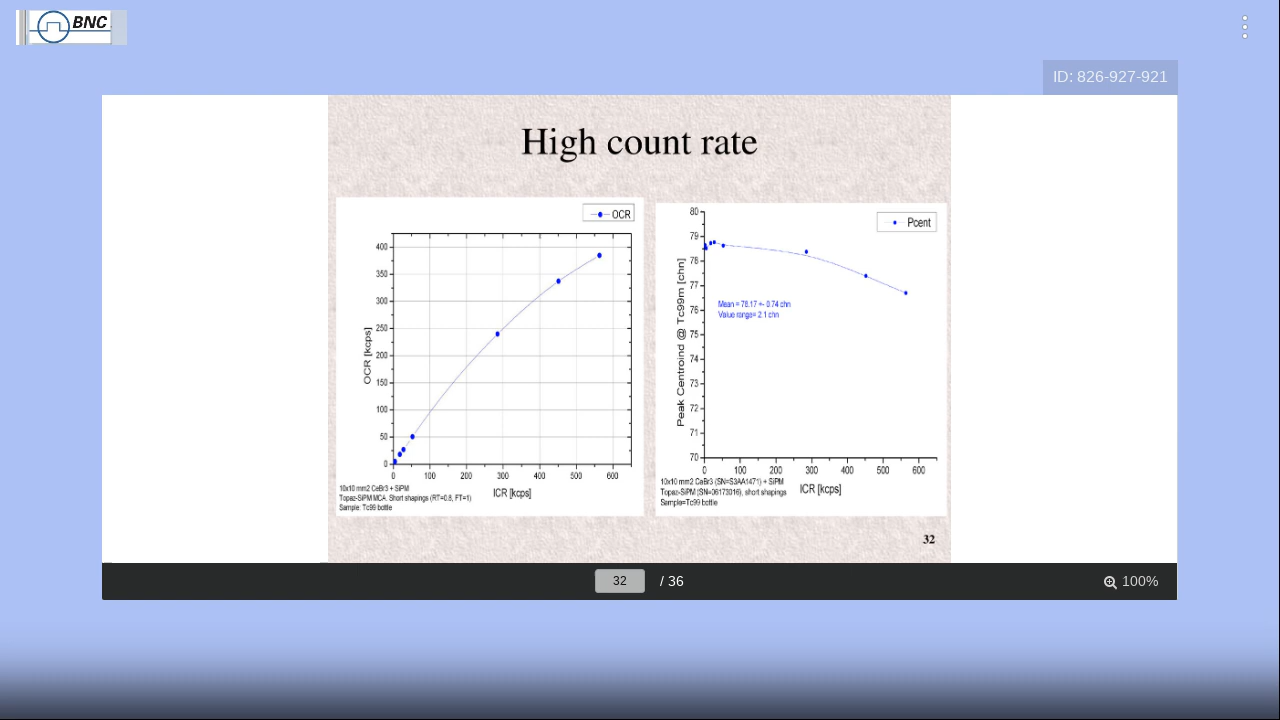 BNC
ID: 826-927-921
High count rate
OCR
400
350
300
250
200
150
100
50
0
OCR [kcps]
0 100 200 300 400 500 600
ICR [kcps]
10x10 mm2 CeBr3 + SiPM
Topaz-SiPM MCA, Short shapings (RT=0.8, FT=1)
Sample: Tc99 bottle
Pcent
80
79
78
77
76
75
74
73
72
71
70
Peak Centroind @ Tc99m [chn]
Mean = 78.17 +- 0.74 chn
Value range= 2.1 chn
0 100 200 300 400 500 600
ICR [kcps]
10x10 mm2 CeBr3 (SN=S3AA1471) + SiPM
Topaz-SiPM (SN=06173016), short shapings
Sample=Tc99 bottle
32
32 / 36
100%